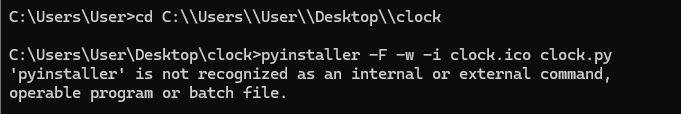 C:\Users\User>cd C:\\Users\\User\\Desktop\\clock
C:\Users\User\Desktop\clock>pyinstaller -F -w -i clock.ico clock.py
'pyinstaller' is not recognized as an internal or external command,
operable program or batch file.